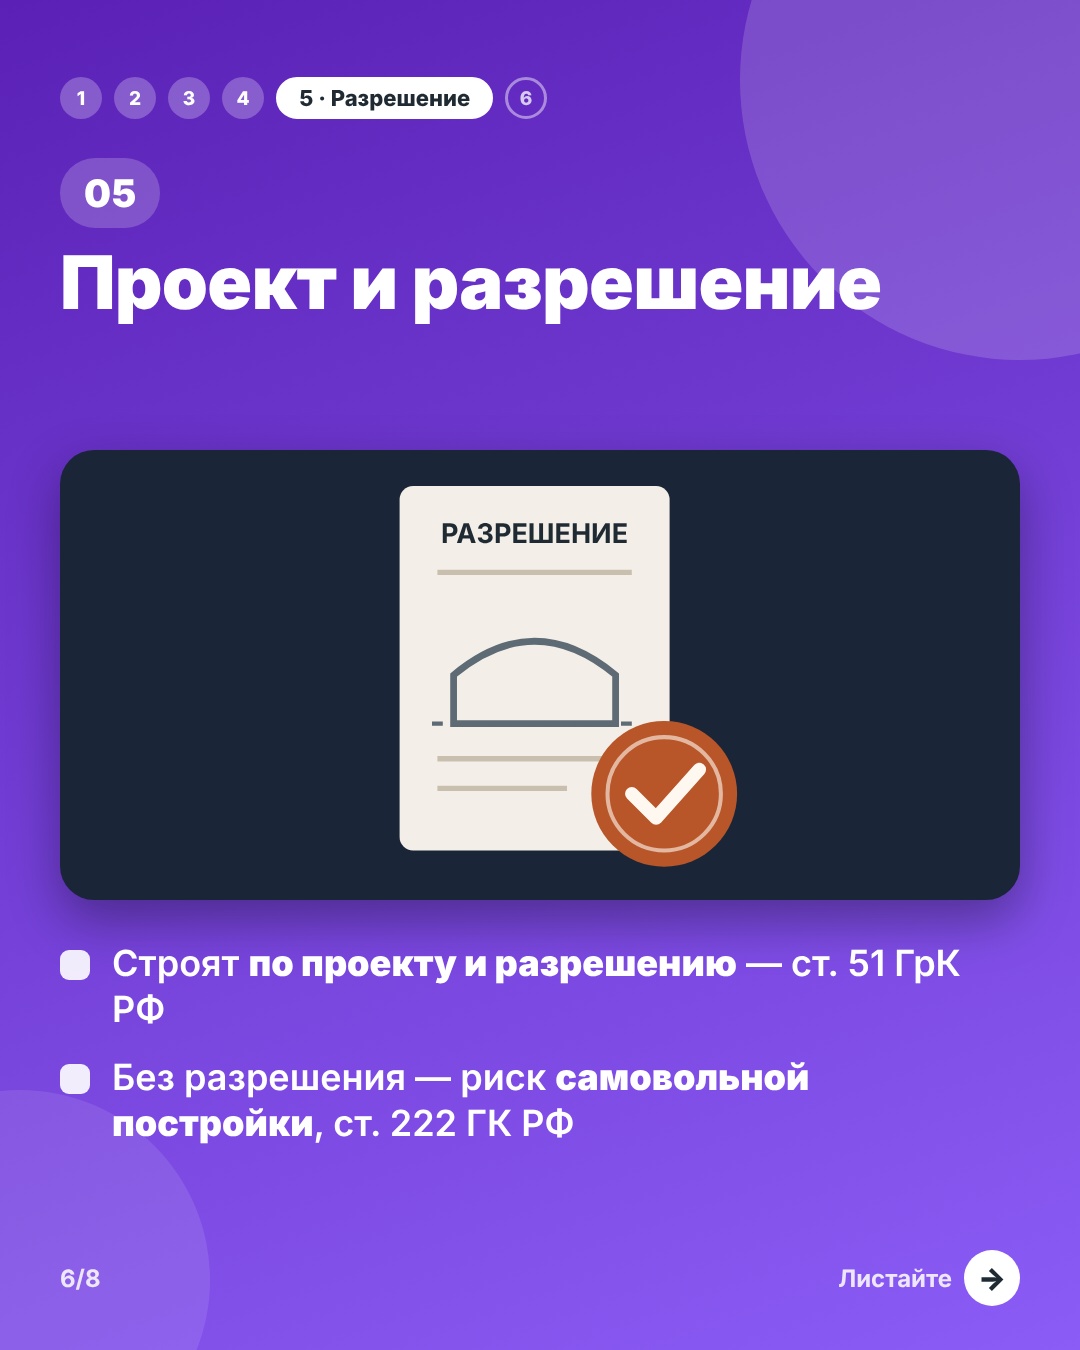 1 2 3 4 5 · Разрешение 6
05
Проект и разрешение
РАЗРЕШЕНИЕ
Строят по проекту и разрешению — ст. 51 ГрК
РФ
Без разрешения — риск самовольной
постройки, ст. 222 ГК РФ
6/8
Листайте